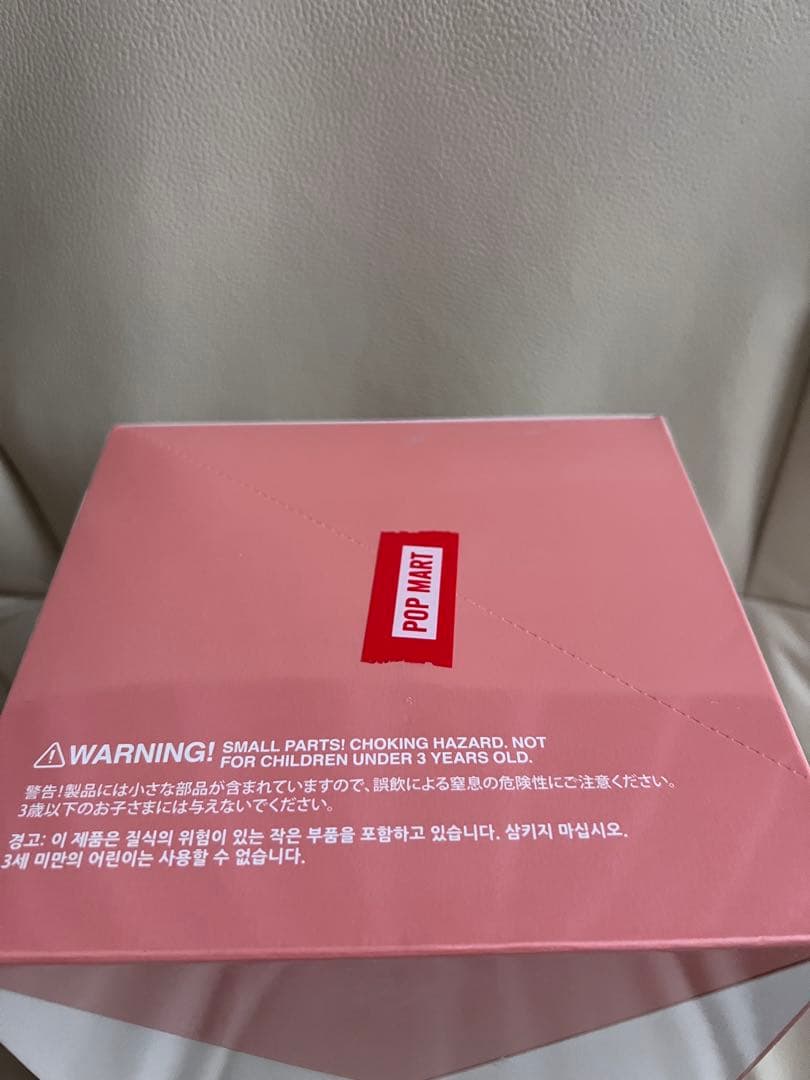 POP MART
⚠WARNING! SMALL PARTS! CHOKING HAZARD. NOT
FOR CHILDREN UNDER 3 YEARS OLD.
警告!製品には小さな部品が含まれていますので、誤飲による窒息の危険性にご注意ください。
3歳以下のお子さまには与えないでください。
경고: 이 제품은 질식의 위험이 있는 작은 부품을 포함하고 있습니다. 삼키지 마십시오.
3세 미만의 어린이는 사용할 수 없습니다.